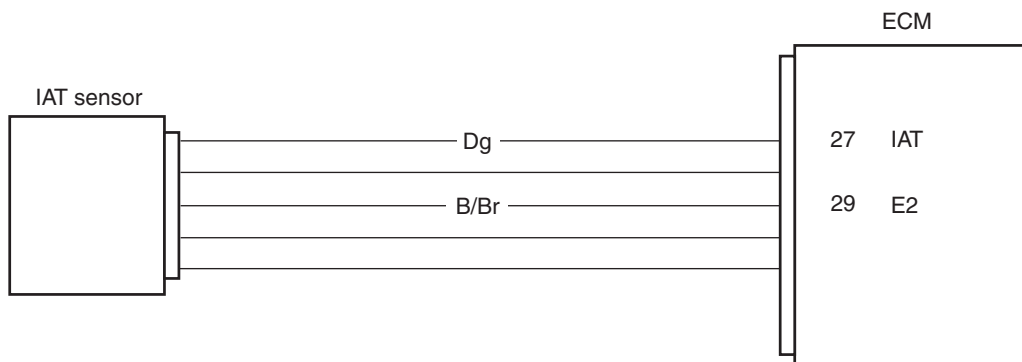 ECM
IAT sensor
Dg
27 IAT
B/Br
29 E2